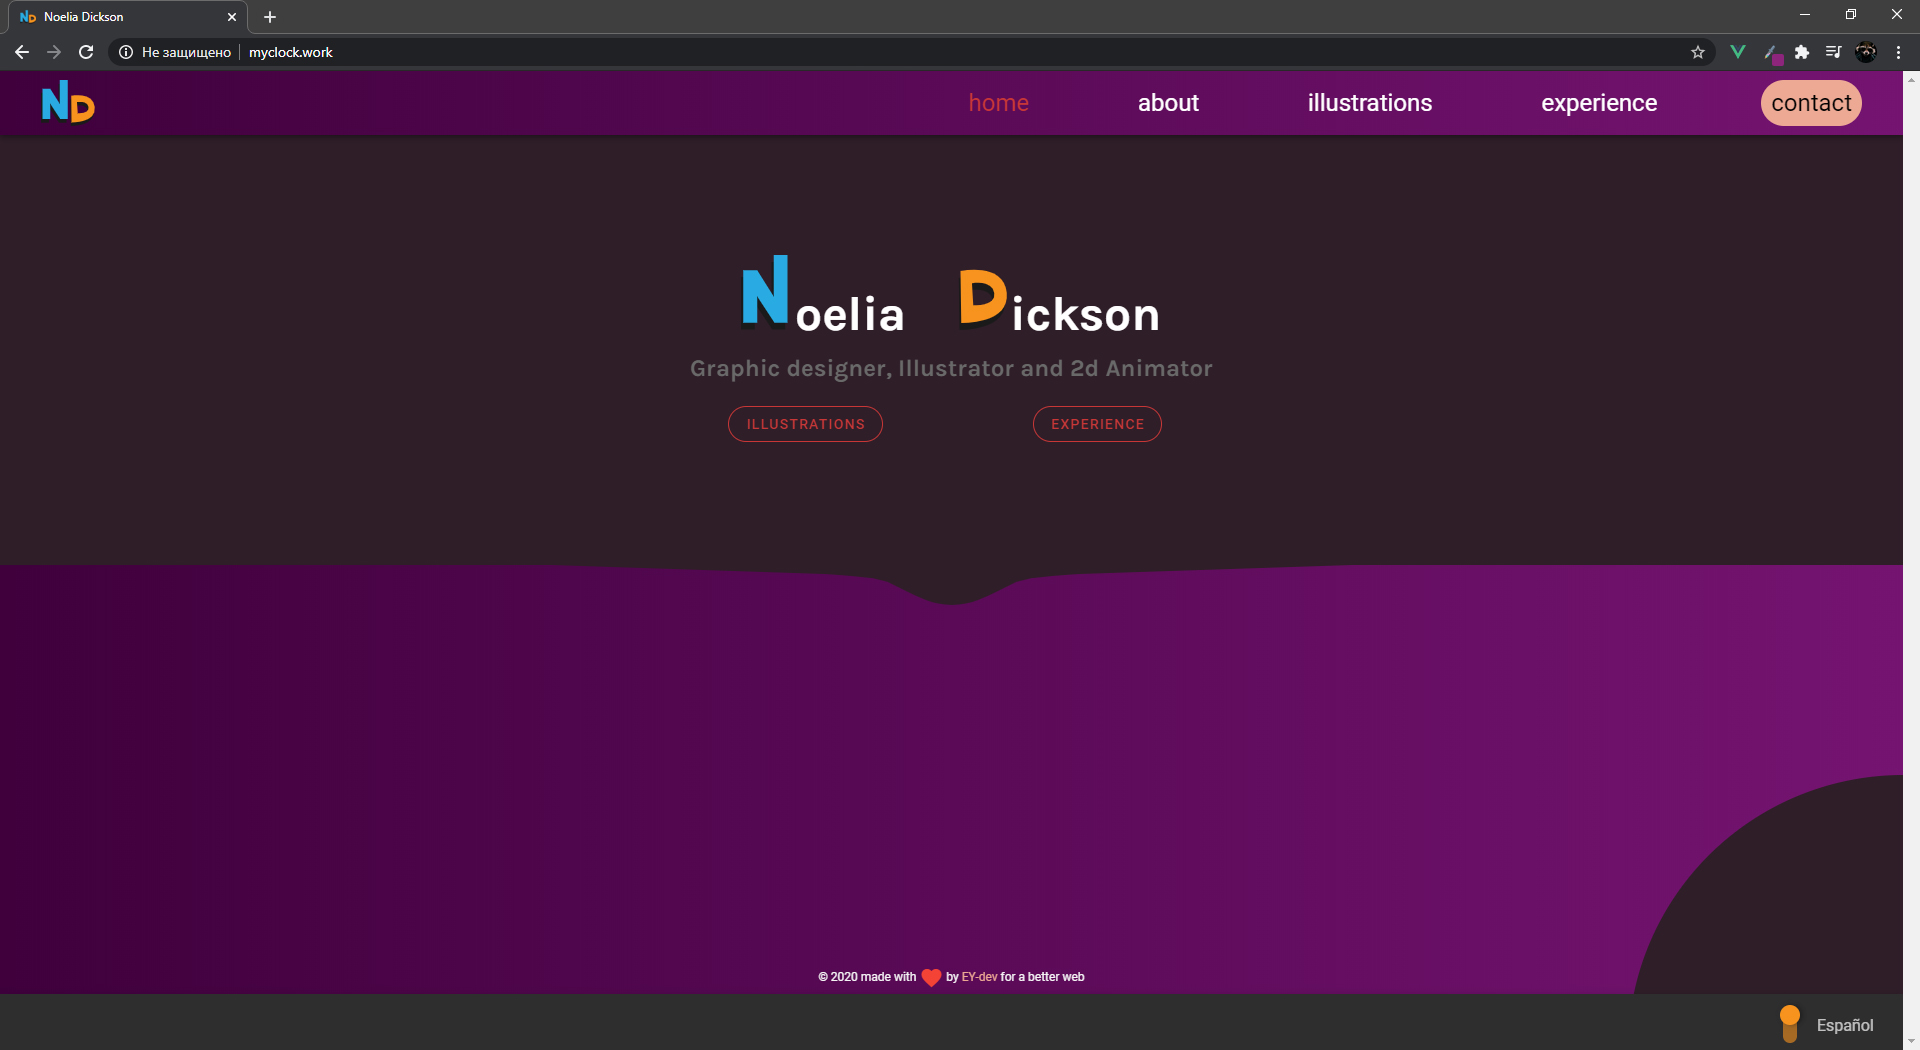 ND Noelia Dickson
Не защищено myclock.work
ND home about illustrations experience contact
Noelia Dickson
Graphic designer, Illustrator and 2d Animator
ILLUSTRATIONS EXPERIENCE
© 2020 made with by EY-dev for a better web
Español